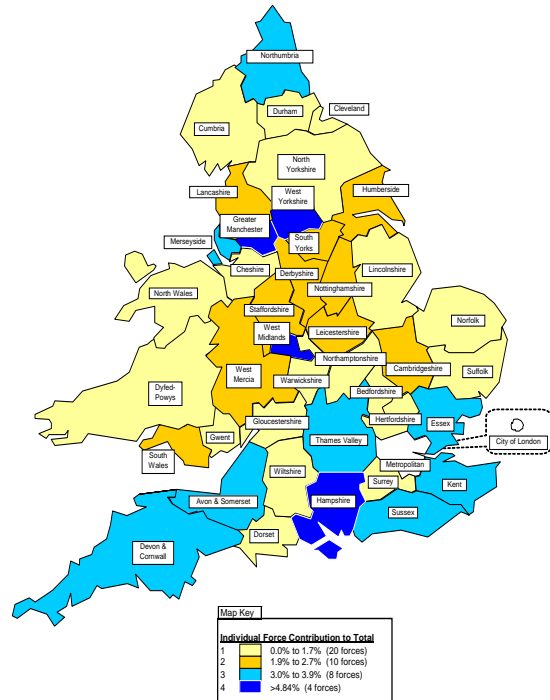 Northumbria
Durham
Cleveland
Cumbria
North
Yorkshire
Lancashire
West
Yorkshire
Humberside
Greater
Manchester
South
Yorks
Merseyside
Cheshire
Derbyshire
Lincolnshire
North Wales
Nottinghamshire
Staffordshire
Norfolk
West
Midlands
Leicestershire
Northamptonshire
West
Mercia
Cambridgeshire
Suffolk
Warwickshire
Dyfed-
Powys
Bedfordshire
Gwent
Gloucestershire
Hertfordshire
Essex
City of London
South
Wales
Thames Valley
Metropolitan
Wiltshire
Surrey
Kent
Avon & Somerset
Hampshire
Sussex
Dorset
Devon &
Cornwall
Map Key
Individual Force Contribution to Total
1 0.0% to 1.7% (20 forces)
2 1.9% to 2.7% (10 forces)
3 3.0% to 3.9% (8 forces)
4 >4.84% (4 forces)